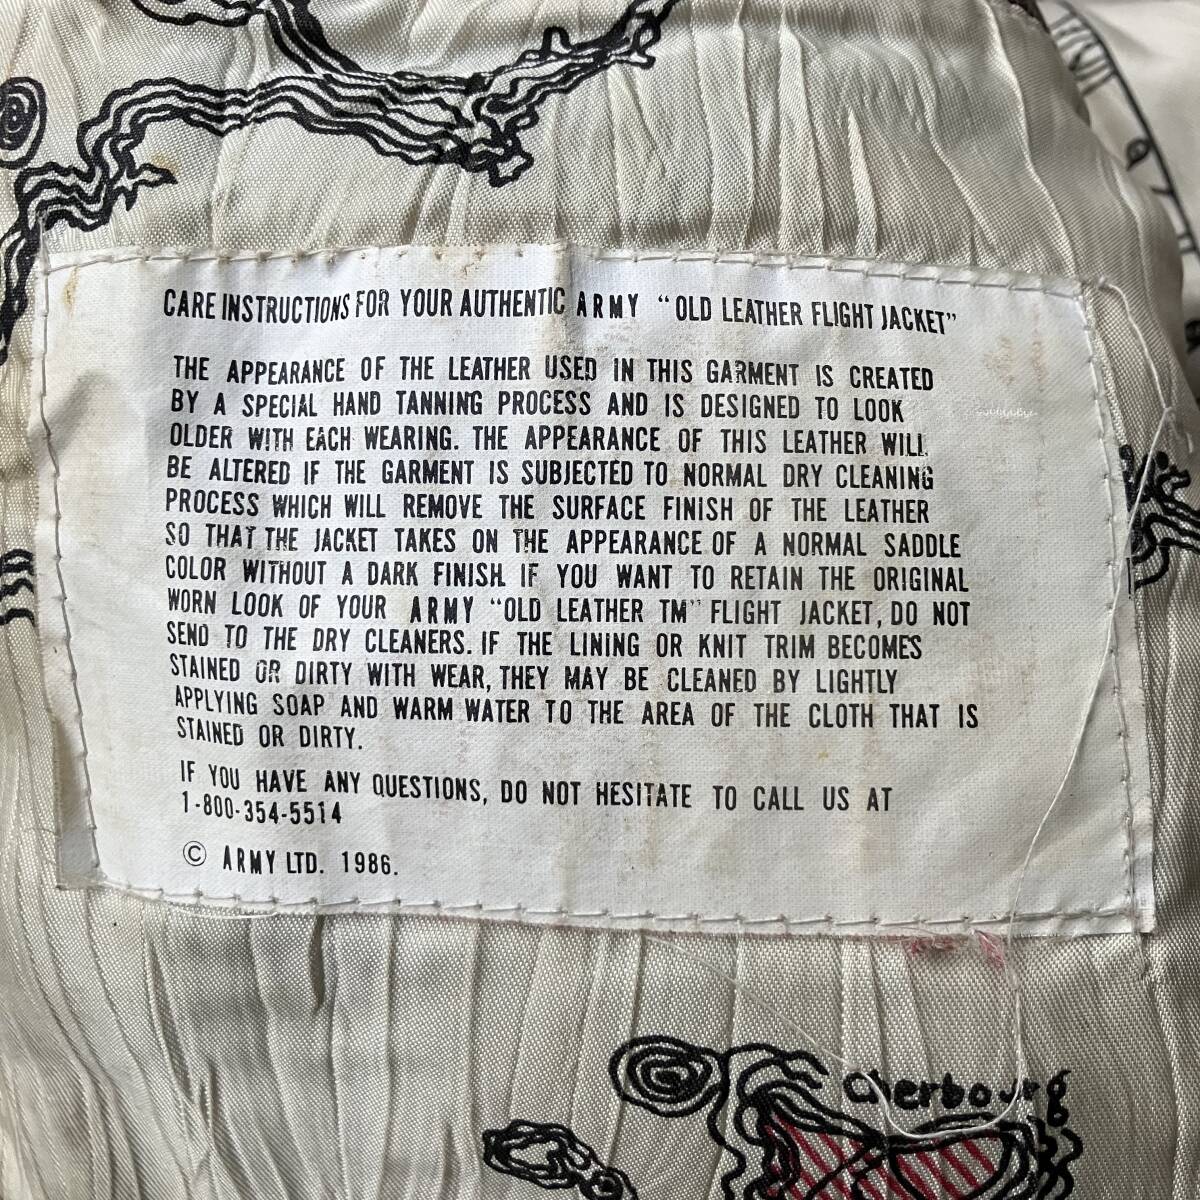 CARE INSTRUCTIONS FOR YOUR AUTHENTIC ARMY "OLD LEATHER FLIGHT JACKET"
THE APPEARANCE OF THE LEATHER USED IN THIS GARMENT IS CREATED
BY A SPECIAL HAND TANNING PROCESS AND IS DESIGNED TO LOOK
OLDER WITH EACH WEARING. THE APPEARANCE OF THIS LEATHER WILL
BE ALTERED IF THE GARMENT IS SUBJECTED TO NORMAL DRY CLEANING
PROCESS WHICH WILL REMOVE THE SURFACE FINISH OF THE LEATHER
SO THAT THE JACKET TAKES ON THE APPEARANCE OF A NORMAL SADDLE
COLOR WITHOUT A DARK FINISH. IF YOU WANT TO RETAIN THE ORIGINAL
WORN LOOK OF YOUR ARMY "OLD LEATHER TM" FLIGHT JACKET, DO NOT
SEND TO THE DRY CLEANERS. IF THE LINING OR KNIT TRIM BECOMES
STAINED OR DIRTY WITH WEAR, THEY MAY BE CLEANED BY LIGHTLY
APPLYING SOAP AND WARM WATER TO THE AREA OF THE CLOTH THAT IS
STAINED OR DIRTY.
IF YOU HAVE ANY QUESTIONS, DO NOT HESITATE TO CALL US AT
1-800-354-5514
© ARMY LTD. 1986.
Cherbourg